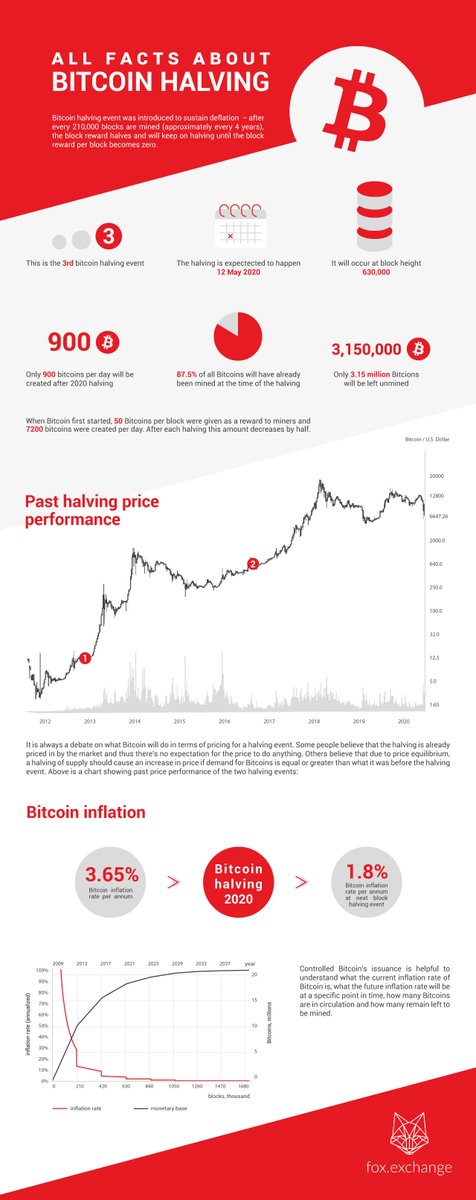 ALL FACTS ABOUT
BITCOIN HALVING
Bitcoin halving event was introduced to sustain deflation – after
every 210,000 blocks are mined (approximately every 4 years),
the block reward halves and will keep on halving until the block
reward per block becomes zero.
3
This is the 3rd bitcoin halving event
The halving is expectected to happen
12 May 2020
It will occur at block height
630,000
900
Only 900 bitcoins per day will be
created after 2020 halving
87.5% of all Bitcoins will have already
been mined at the time of the halving
3,150,000
Only 3.15 million Bitcions
will be left unmined
When Bitcoin first started, 50 Bitcoins per block were given as a reward to miners and
7200 bitcoins were created per day. After each halving this amount decreases by half.
Bitcoin / U.S. Dollar
Past halving price
performance
20000
12800
6647.26
2000.0
640.0
250.0
100.0
32.0
12.5
5.0
1.65
1
2
2012 2013 2014 2015 2016 2017 2018 2019 2020
It is always a debate on what Bitcoin will do in terms of pricing for a halving event. Some people believe that the halving is already
priced in by the market and thus there's no expectation for the price to do anything. Others believe that due to price equilibrium,
a halving of supply should cause an increase in price if demand for Bitcoins is equal or greater than what it was before the halving
event. Above is a chart showing past price performance of the two halving events:
Bitcoin inflation
3.65%
Bitcoin inflation
rate per annum
>
Bitcoin
halving
2020
>
1.8%
Bitcoin inflation
rate per annum
at next block
halving event
2009 2013 2017 2021 2025 2029 2033 2037 year
100%
90%
80%
70%
60%
50%
40%
30%
20%
10%
0%
inflation rate (annualized)
20
15
10
5
0
Bitcoins, millions
0 210 420 630 840 1050 1260 1470 1680
blocks, thousand
inflation rate
monetary base
Controlled Bitcoin's issuance is helpful to
understand what the current inflation rate of
Bitcoin is, what the future inflation rate will be
at a specific point in time, how many Bitcoins
are in circulation and how many remain left to
be mined.
fox.exchange